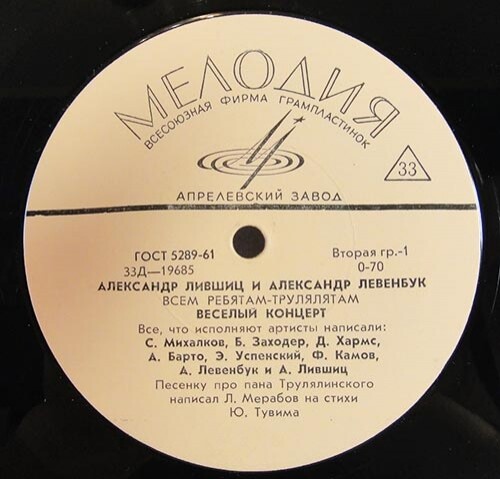 МЕЛОДИЯ
ВСЕСОЮЗНАЯ ФИРМА ГРАМПЛАСТИНОК
33
АПРЕЛЕВСКИЙ ЗАВОД
ГОСТ 5289-61 Вторая гр.-1
33Д—19685 0-70
АЛЕКСАНДР ЛИВШИЦ И АЛЕКСАНДР ЛЕВЕНБУК
ВСЕМ РЕБЯТАМ-ТРУЛЯЛЯТАМ
ВЕСЕЛЫЙ КОНЦЕРТ
Все, что исполняют артисты написали:
С. Михалков, Б. Заходер, Д. Хармс,
А. Барто, Э. Успенский, Ф. Камов,
А. Левенбук и А. Лившиц
Песенку про пана Трулялинского
написал Л. Мерабов на стихи
Ю. Тувима